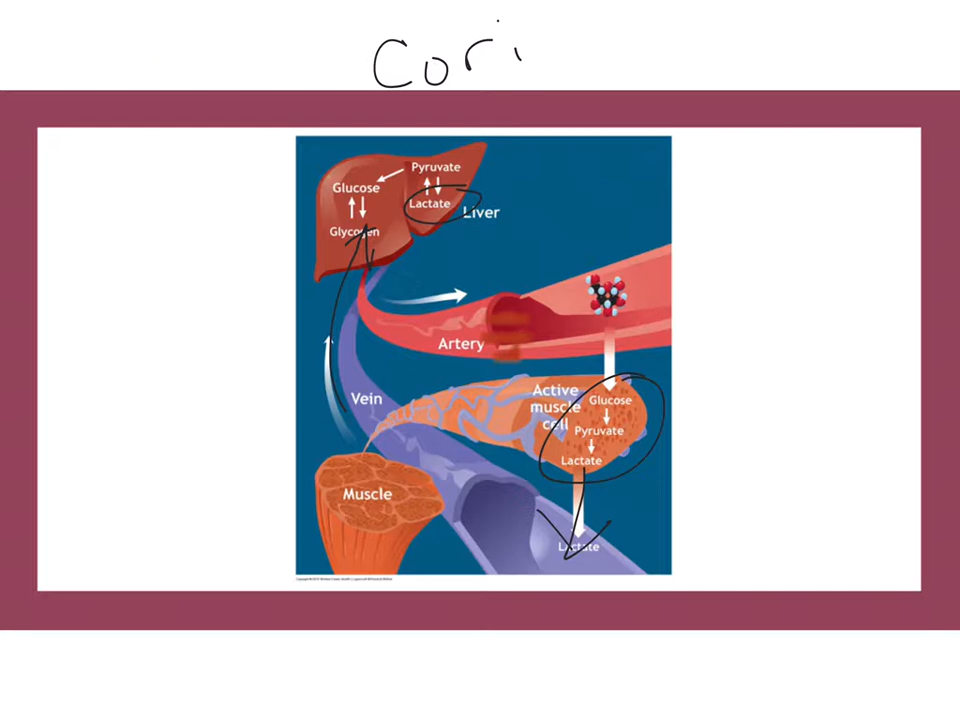 Cori
Pyruvate
Glucose
Lactate
Liver
Glycogen
Artery
Vein
Active
muscle
cell
Glucose
Pyruvate
Lactate
Muscle
Lactate